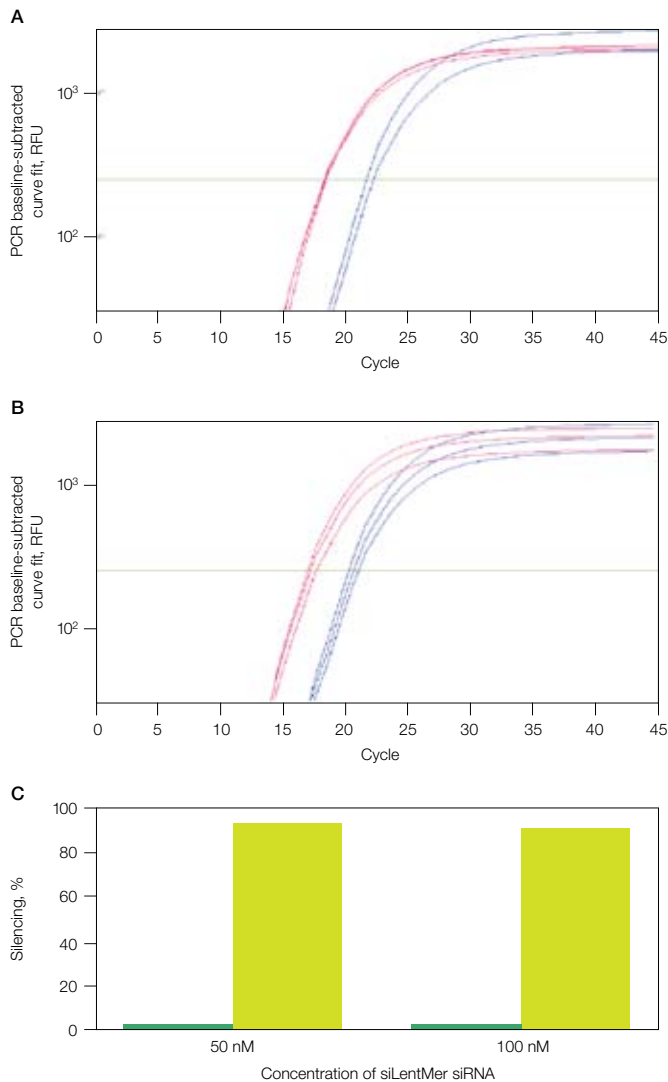 A
PCR baseline-subtracted
curve fit, RFU
10³
10²
0 5 10 15 20 25 30 35 40 45
Cycle
B
PCR baseline-subtracted
curve fit, RFU
10³
10²
0 5 10 15 20 25 30 35 40 45
Cycle
C
Silencing, %
100
80
60
40
20
0
50 nM 100 nM
Concentration of siLentMer siRNA